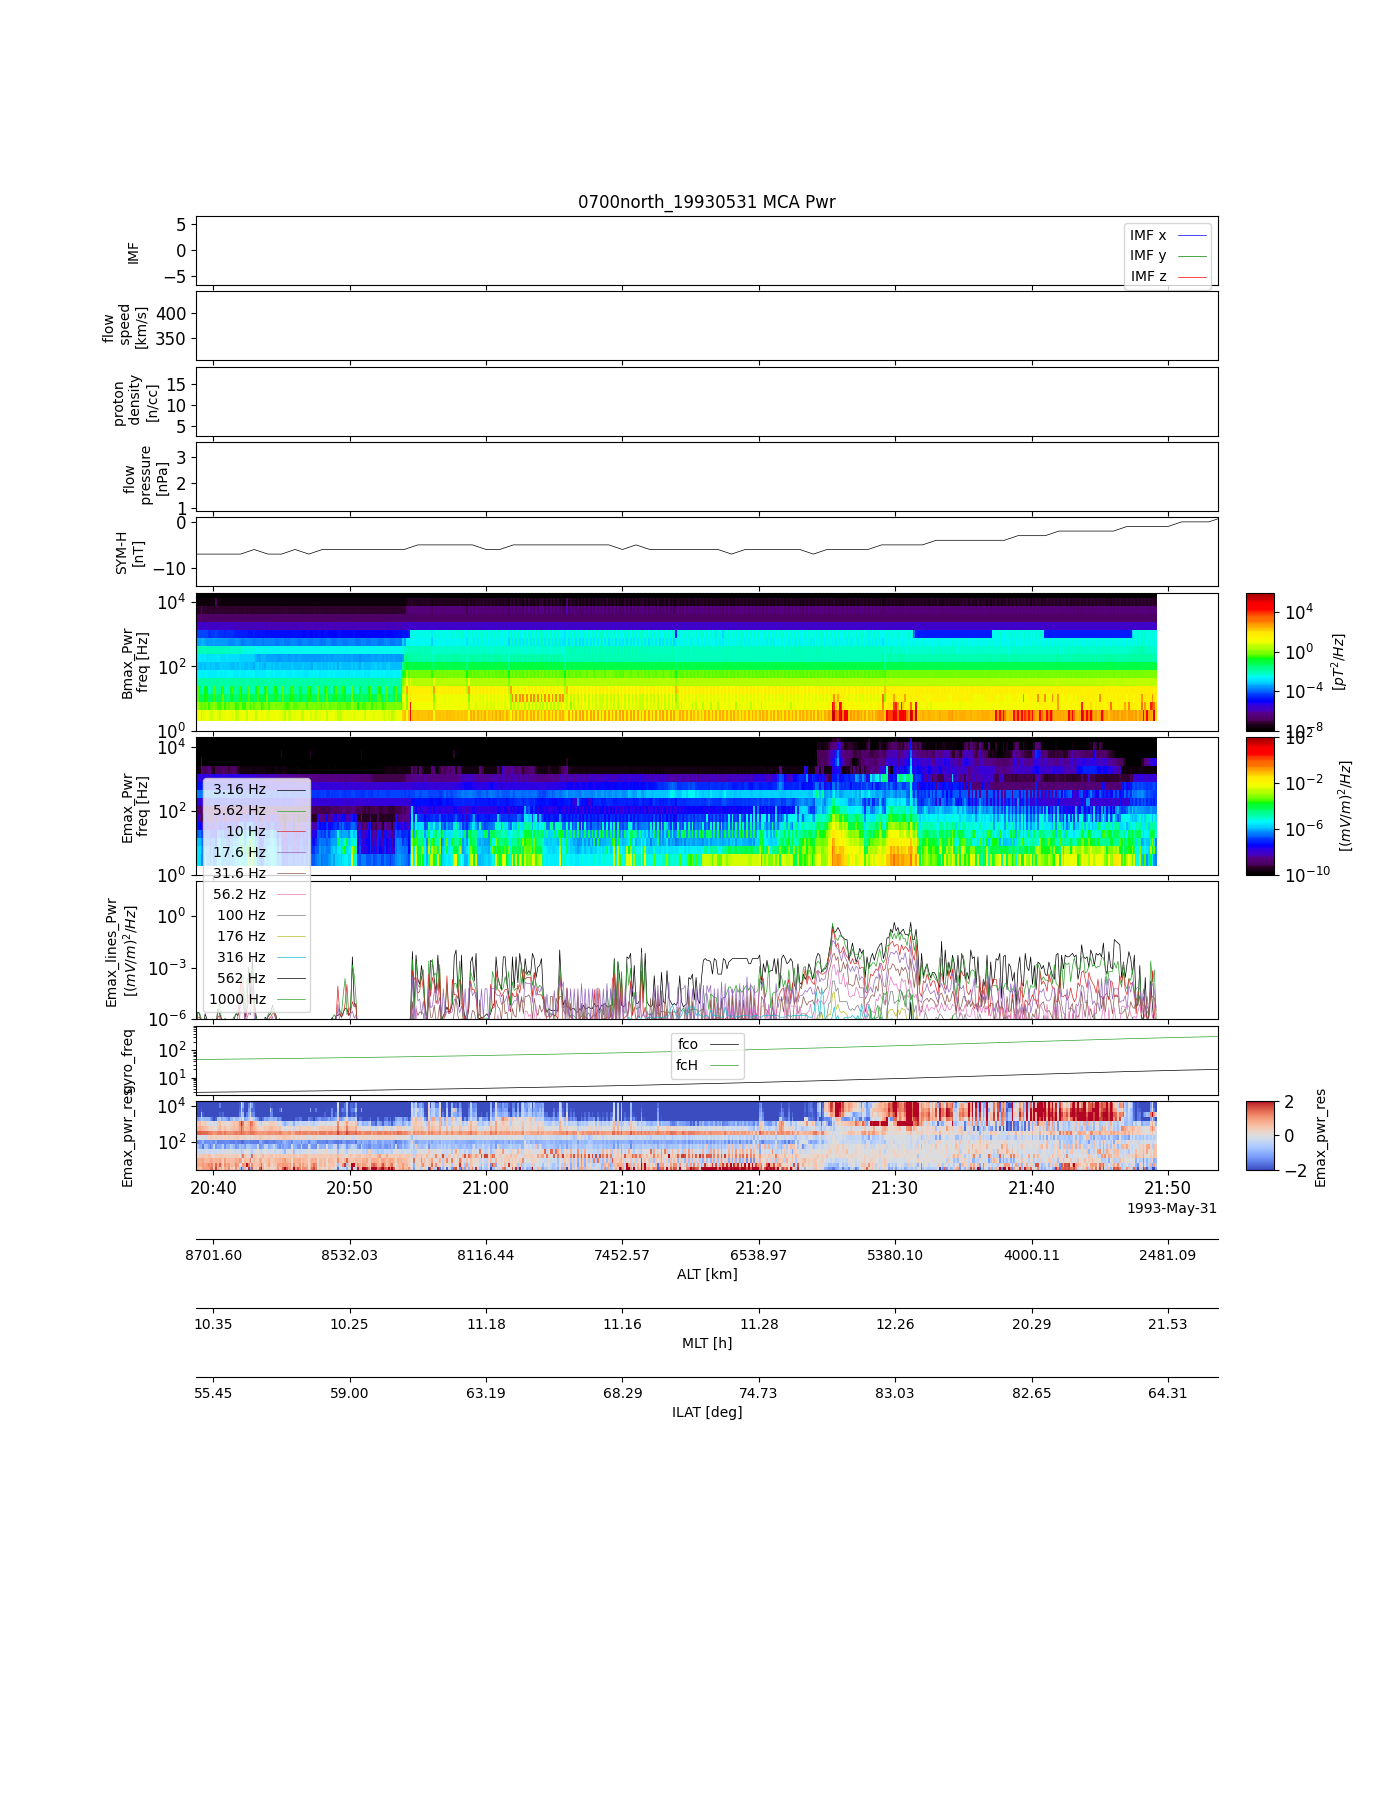 0700north_19930531 MCA Pwr
IMF
5
0
−5
IMF x
IMF y
IMF z
flow
speed
[km/s]
400
350
proton
density
[n/cc]
15
10
5
flow
pressure
[nPa]
3
2
1
SYM-H
[nT]
0
−10
Bmax_Pwr
freq [Hz]
10^4
10^2
10^0
10^4
10^0
10^−4
10^−8
[pT^2/Hz]
Emax_Pwr
freq [Hz]
10^4
10^2
10^0
10^2
10^−2
10^−6
10^−10
[(mV/m)^2/Hz]
3.16 Hz
5.62 Hz
10 Hz
17.6 Hz
31.6 Hz
56.2 Hz
100 Hz
176 Hz
316 Hz
562 Hz
1000 Hz
Emax_lines_Pwr
[(mV/m)^2/Hz]
10^0
10^−3
10^−6
gyro_freq
10^2
10^1
fco
fcH
Emax_pwr_res
10^4
10^2
2
0
−2
Emax_pwr_res
20:40 20:50 21:00 21:10 21:20 21:30 21:40 21:50
1993-May-31
8701.60 8532.03 8116.44 7452.57 6538.97 5380.10 4000.11 2481.09
ALT [km]
10.35 10.25 11.18 11.16 11.28 12.26 20.29 21.53
MLT [h]
55.45 59.00 63.19 68.29 74.73 83.03 82.65 64.31
ILAT [deg]